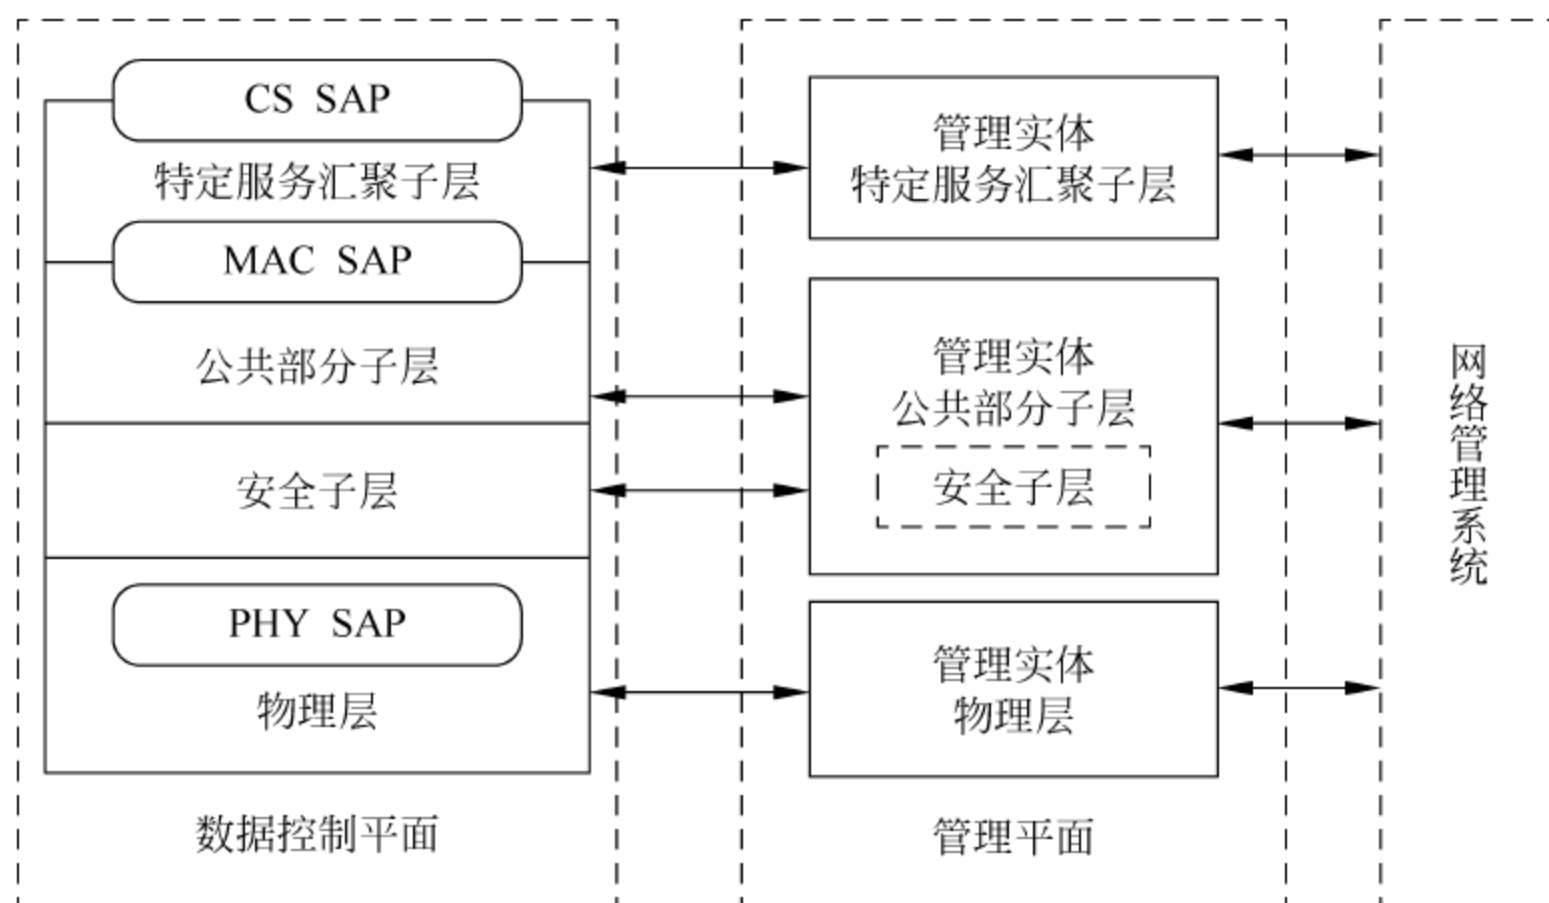 CS SAP
特定服务汇聚子层
MAC SAP
公共部分子层
安全子层
PHY SAP
物理层
数据控制平面
管理实体
特定服务汇聚子层
管理实体
公共部分子层
安全子层
管理实体
物理层
管理平面
网络管理系统